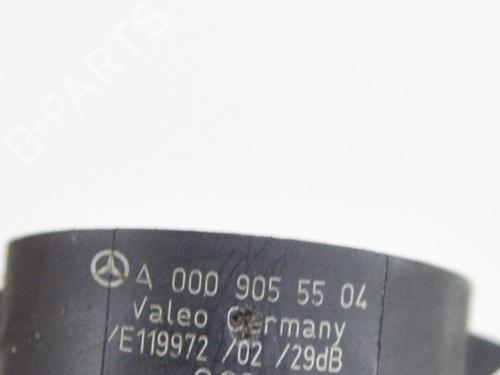 B-PARTS
A 000 905 55 04
Valeo Germany
/E119972 /02 /29dB